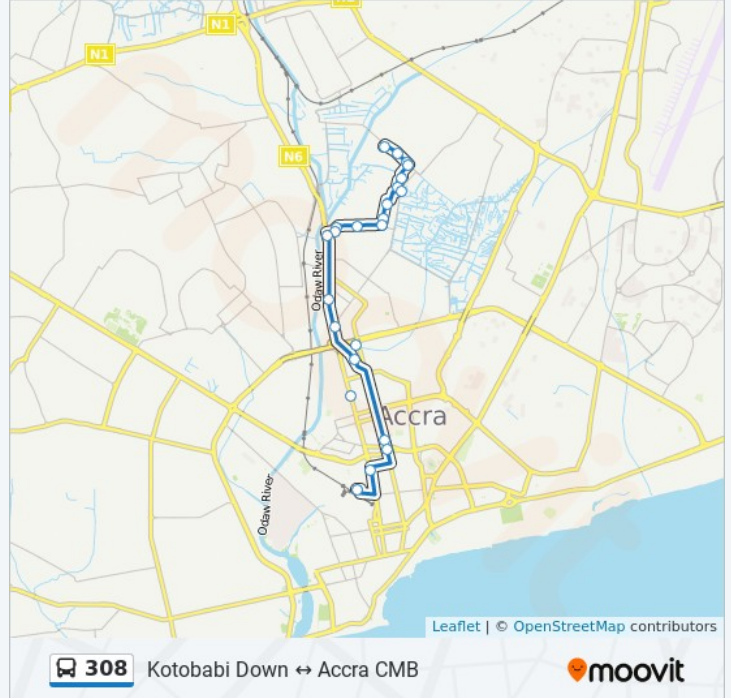 N1
N1
N6
Odaw River
Accra
Odaw River
Leaflet | © OpenStreetMap contributors
308 Kotobabi Down ↔ Accra CMB
moovit